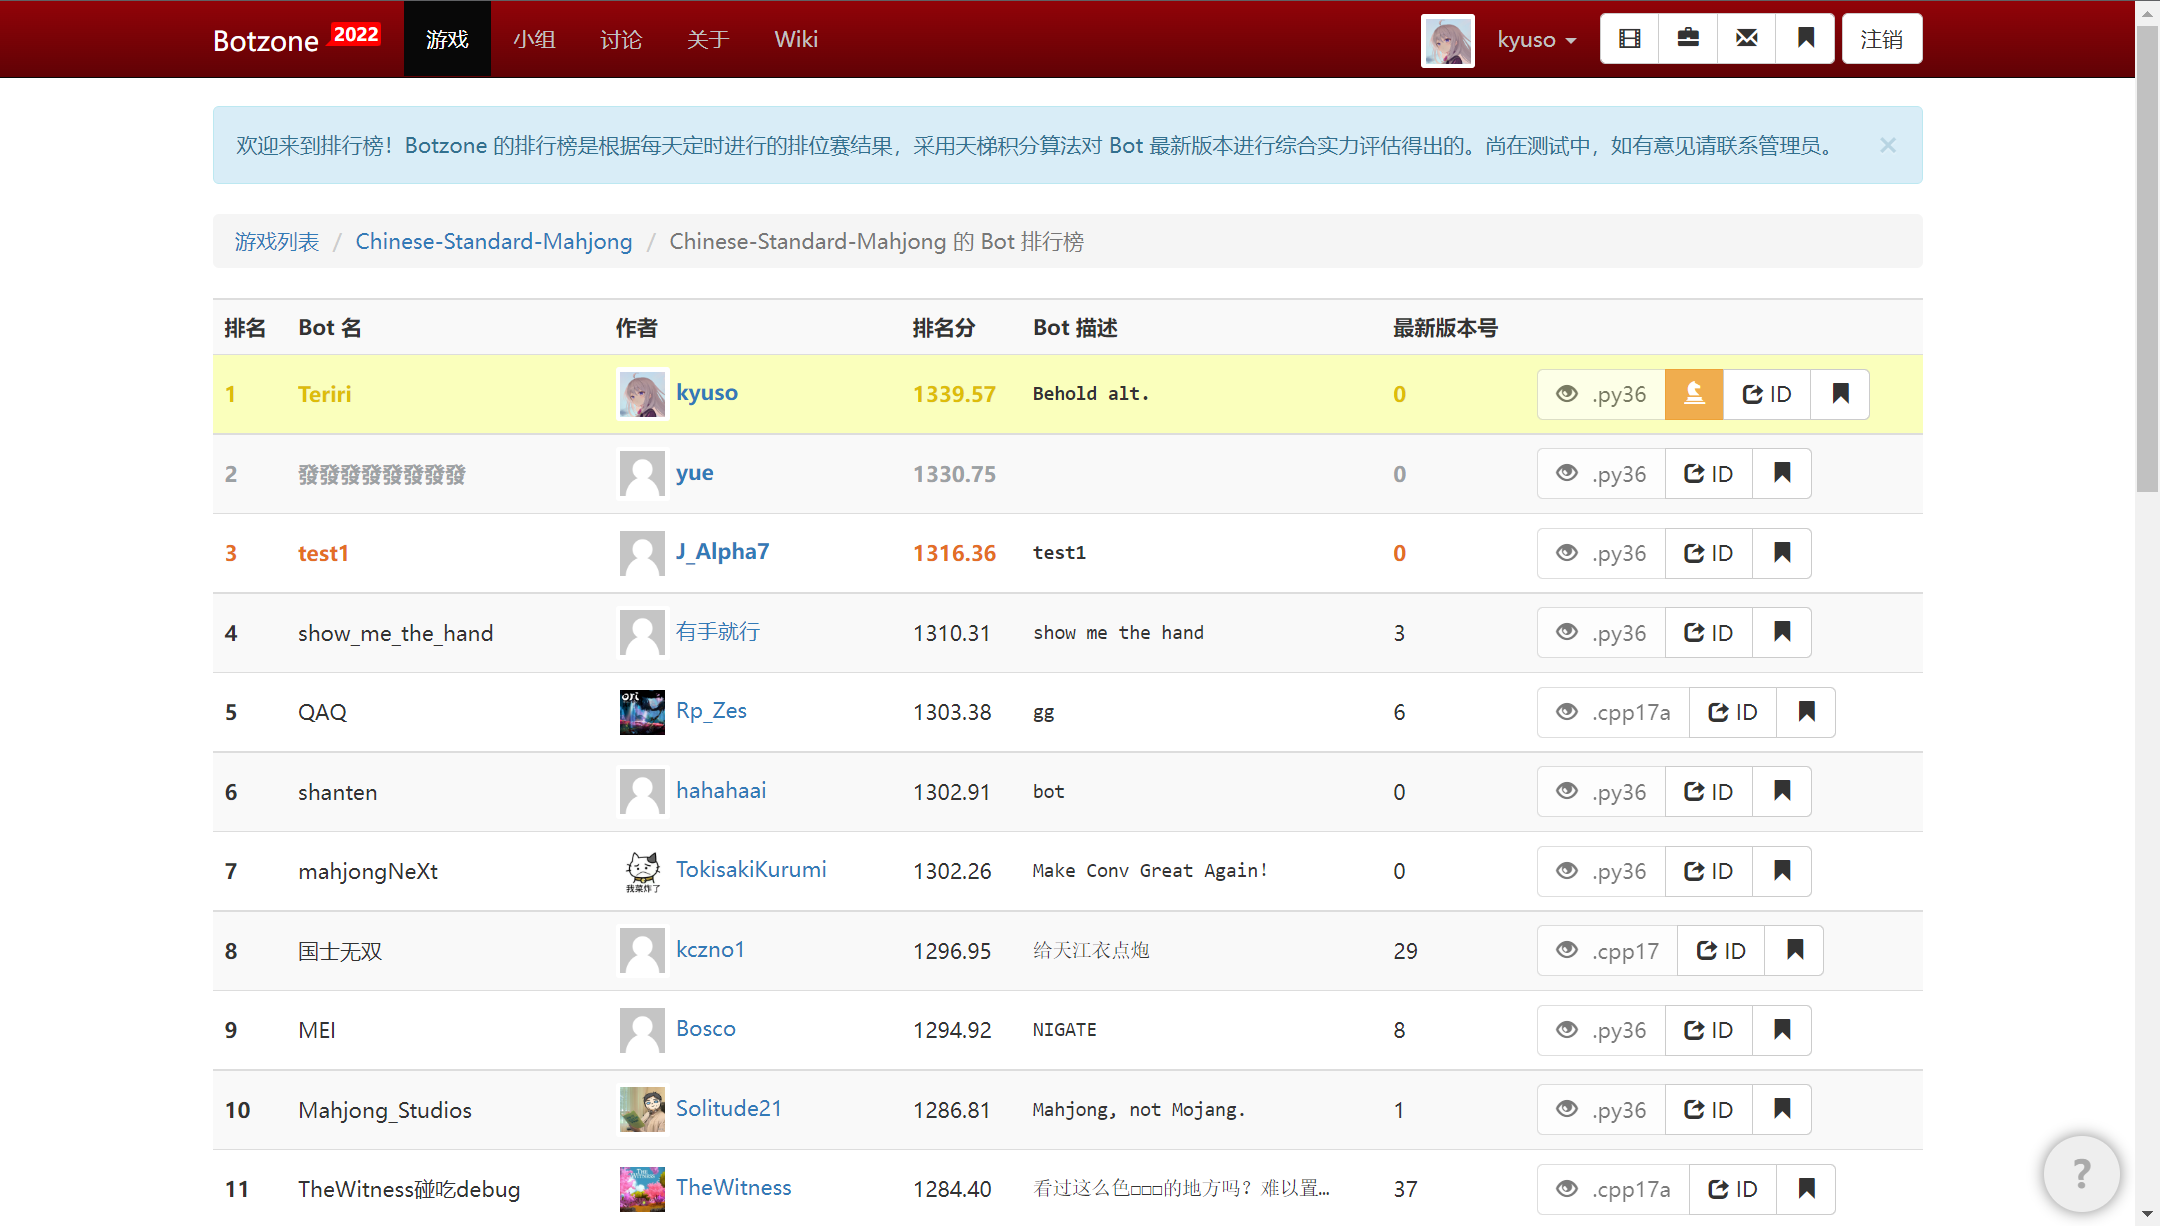 Botzone 2022 游戏 小组 讨论 关于 Wiki kyuso 注销
欢迎来到排行榜！Botzone 的排行榜是根据每天定时进行的排位赛结果，采用天梯积分算法对 Bot 最新版本进行综合实力评估得出的。尚在测试中，如有意见请联系管理员。 ×
游戏列表 / Chinese-Standard-Mahjong / Chinese-Standard-Mahjong 的 Bot 排行榜
排名 Bot 名 作者 排名分 Bot 描述 最新版本号
1 Teriri kyuso 1339.57 Behold alt. 0 .py36 ID
2 發發發發發發發發 yue 1330.75 0 .py36 ID
3 test1 J_Alpha7 1316.36 test1 0 .py36 ID
4 show_me_the_hand 有手就行 1310.31 show me the hand 3 .py36 ID
5 QAQ Rp_Zes 1303.38 gg 6 .cpp17a ID
6 shanten hahahaai 1302.91 bot 0 .py36 ID
7 mahjongNeXt 我菜炸了 TokisakiKurumi 1302.26 Make Conv Great Again! 0 .py36 ID
8 国士无双 kczno1 1296.95 给天江衣点炮 29 .cpp17 ID
9 MEI Bosco 1294.92 NIGATE 8 .py36 ID
10 Mahjong_Studios Solitude21 1286.81 Mahjong, not Mojang. 1 .py36 ID
11 TheWitness碰吃debug TheWitness 1284.40 看过这么色□□□的地方吗？难以置... 37 .cpp17a ID
?